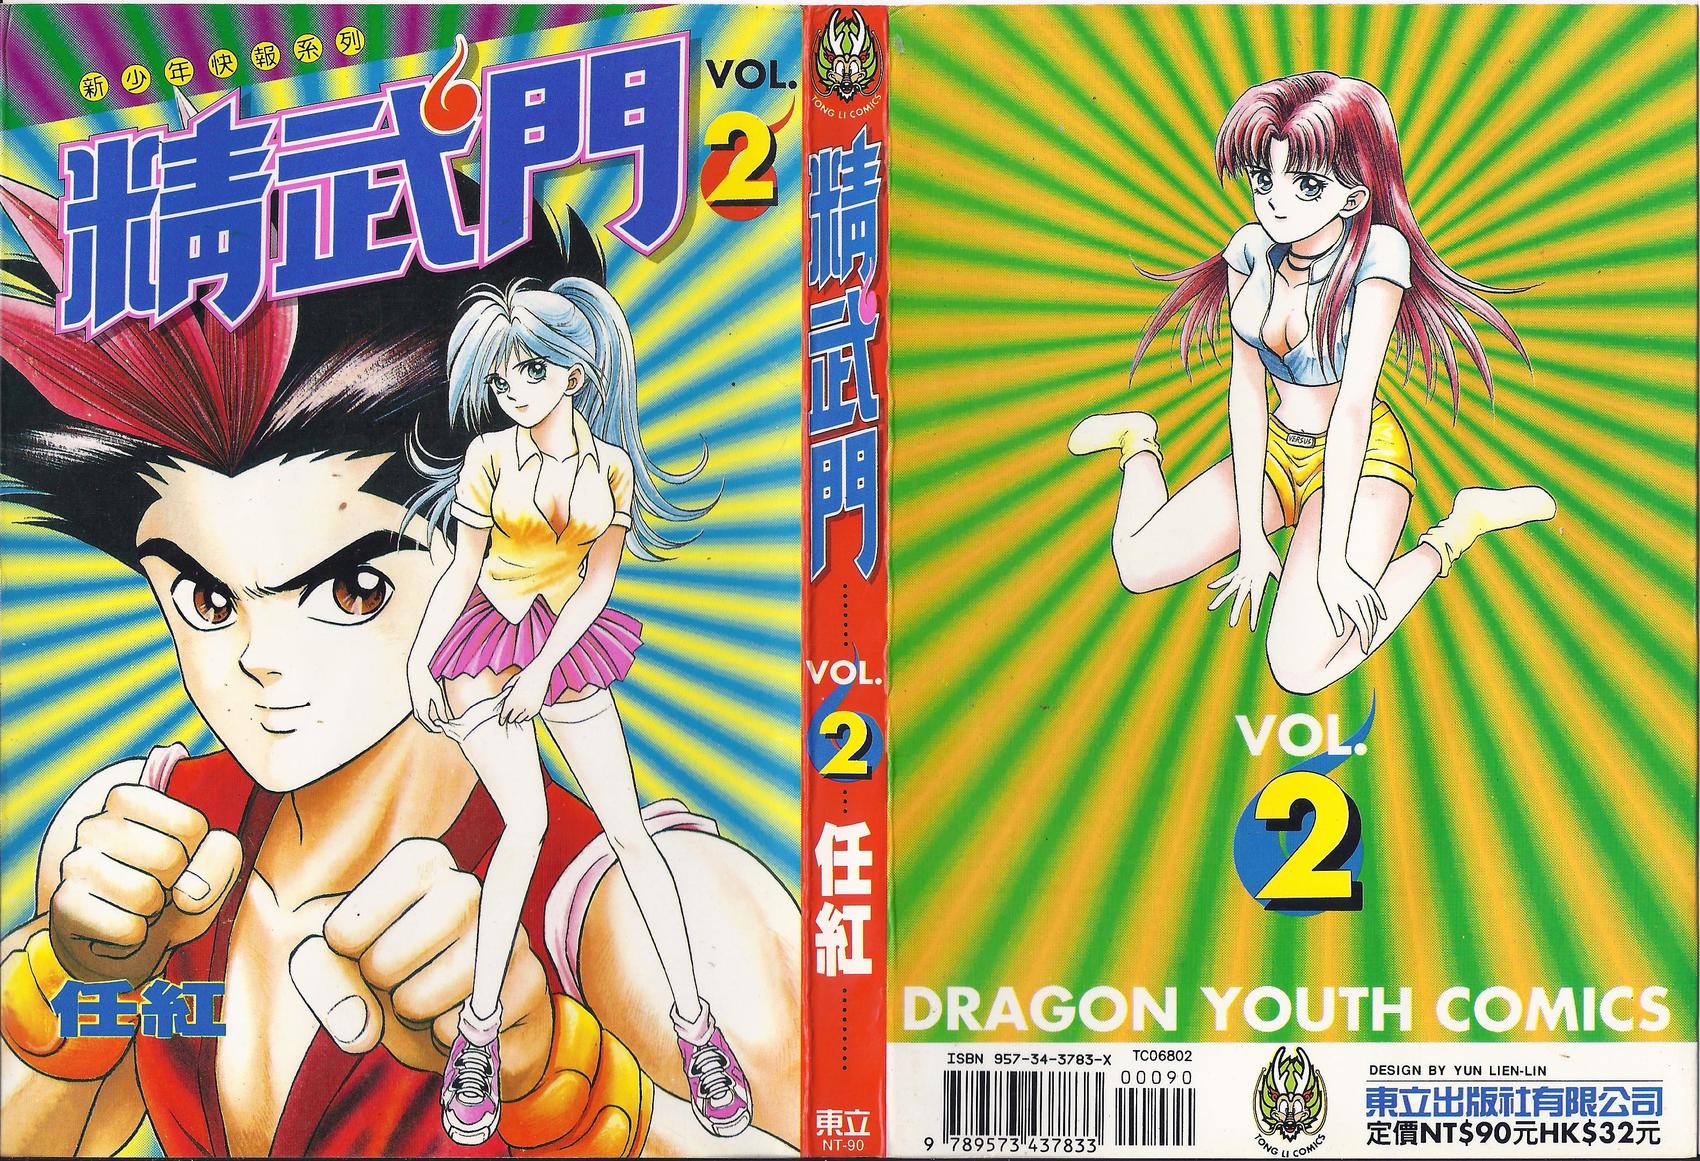 新少年快報系列
精武門
VOL.
2
任紅
TONG LI COMICS
精武門
VOL.
2
任紅
東立
NT-90
VERSUS
VOL.
2
DRAGON YOUTH COMICS
ISBN 957-34-3783-X TC06802
00090
9 789573 437833
TONG LI COMICS
DESIGN BY YUN LIEN-LIN
東立出版社有限公司
定價NT$90元HK$32元